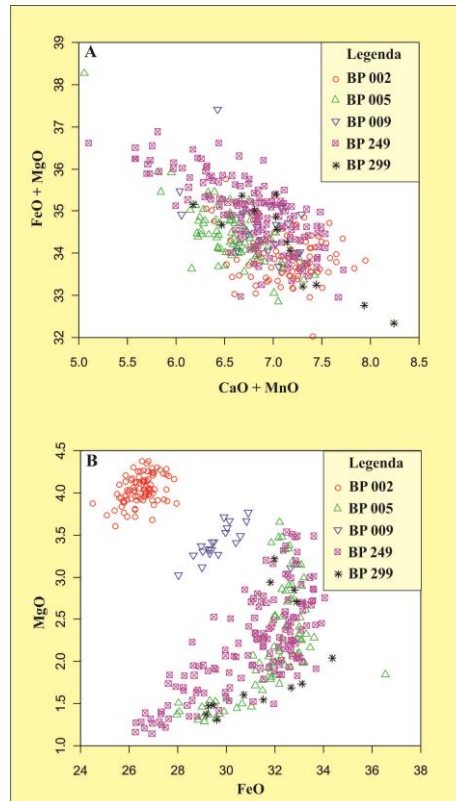 A
Legenda
BP 002
BP 005
BP 009
BP 249
BP 299
FeO + MgO
39
38
37
36
35
34
33
32
5.0 5.5 6.0 6.5 7.0 7.5 8.0 8.5
CaO + MnO
B
Legenda
BP 002
BP 005
BP 009
BP 249
BP 299
MgO
4.5
4.0
3.5
3.0
2.5
2.0
1.5
1.0
24 26 28 30 32 34 36 38
FeO